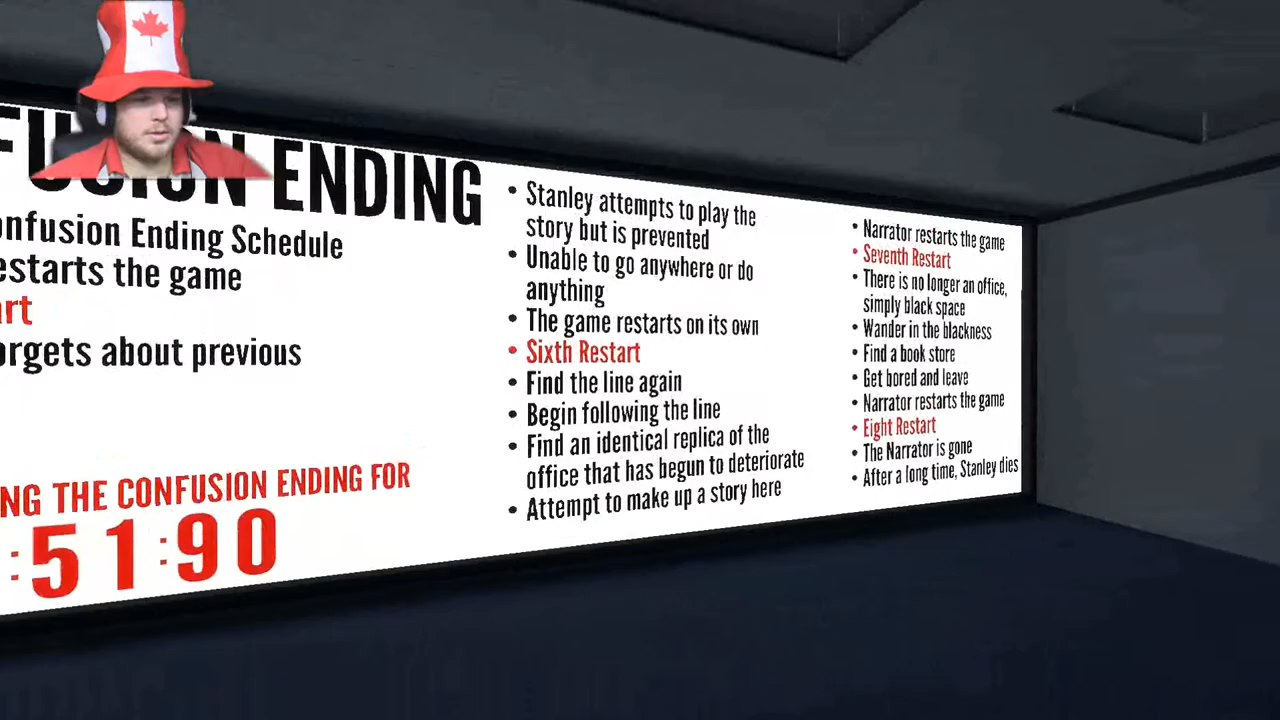 FUSION ENDING
onfusion Ending Schedule
estarts the game
art
orgets about previous
NG THE CONFUSION ENDING FOR
:51:90
• Stanley attempts to play the
story but is prevented
• Unable to go anywhere or do
anything
• The game restarts on its own
• Sixth Restart
• Find the line again
• Begin following the line
• Find an identical replica of the
office that has begun to deteriorate
• Attempt to make up a story here
• Narrator restarts the game
• Seventh Restart
• There is no longer an office,
simply black space
• Wander in the blackness
• Find a book store
• Get bored and leave
• Narrator restarts the game
• Eight Restart
• The Narrator is gone
• After a long time, Stanley dies